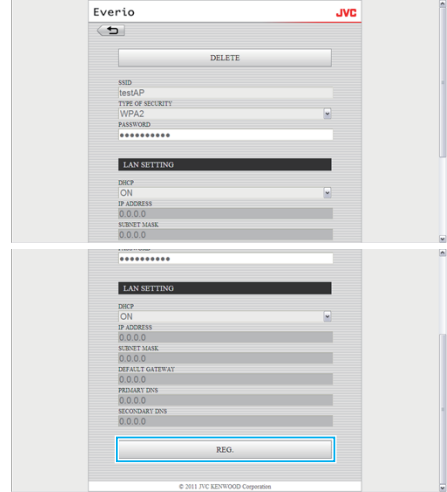 Everio
JVC
DELETE
SSID
testAP
TYPE OF SECURITY
WPA2
PASSWORD
●●●●●●●●●●
LAN SETTING
DHCP
ON
IP ADDRESS
0.0.0.0
SUBNET MASK
0.0.0.0
●●●●●●●●●●
LAN SETTING
DHCP
ON
IP ADDRESS
0.0.0.0
SUBNET MASK
0.0.0.0
DEFAULT GATEWAY
0.0.0.0
PRIMARY DNS
0.0.0.0
SECONDARY DNS
0.0.0.0
REG.
© 2011 JVC KENWOOD Corporation